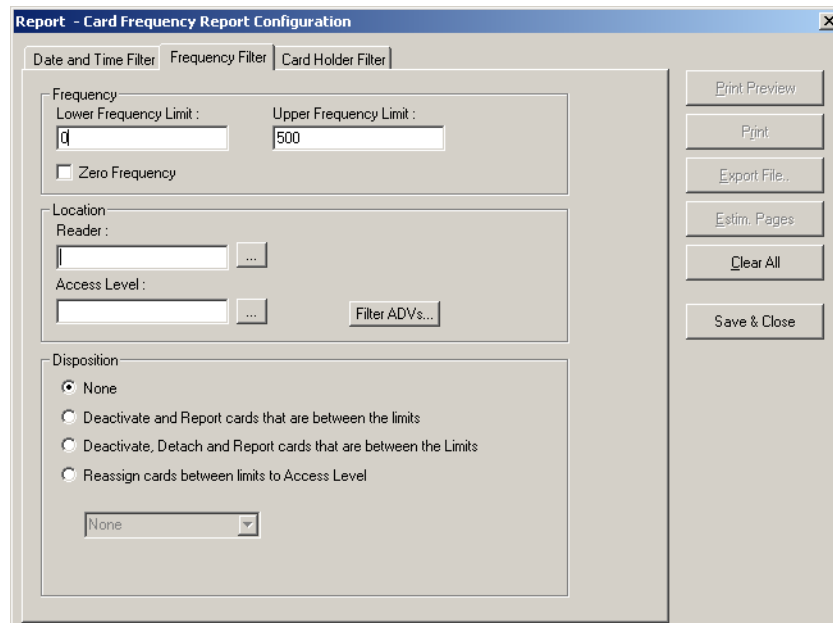 Report - Card Frequency Report Configuration
Date and Time Filter
Frequency Filter
Card Holder Filter
Frequency
Lower Frequency Limit :
Upper Frequency Limit :
0
500
Zero Frequency
Location
Reader :
...
Access Level :
...
Filter ADVs...
Disposition
None
Deactivate and Report cards that are between the limits
Deactivate, Detach and Report cards that are between the Limits
Reassign cards between limits to Access Level
None
Print Preview
Print
Export File..
Estim. Pages
Clear All
Save & Close